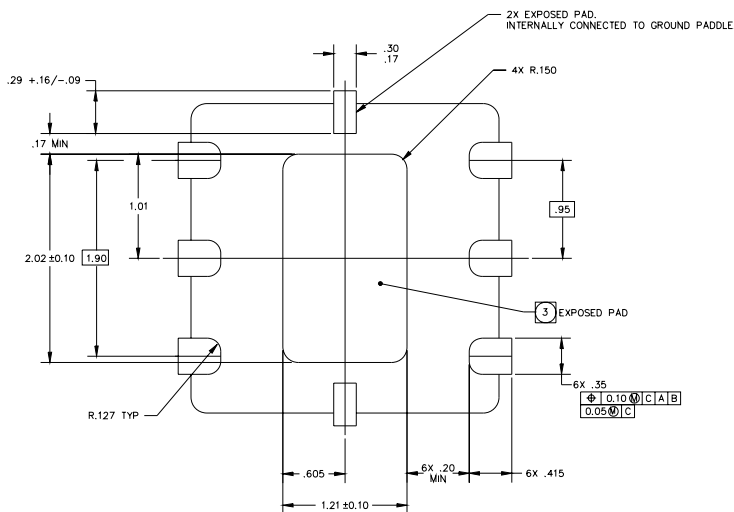 2X EXPOSED PAD.
INTERNALLY CONNECTED TO GROUND PADDLE
.30
.17
4X R.150
.29 +.16/-.09
.17 MIN
1.01
.95
2.02 ±0.10
1.90
3 EXPOSED PAD
6X .35
⌖ 0.10 Ⓜ C A B
0.05 Ⓜ C
R.127 TYP
.605
6X .20
MIN
6X .415
1.21 ±0.10